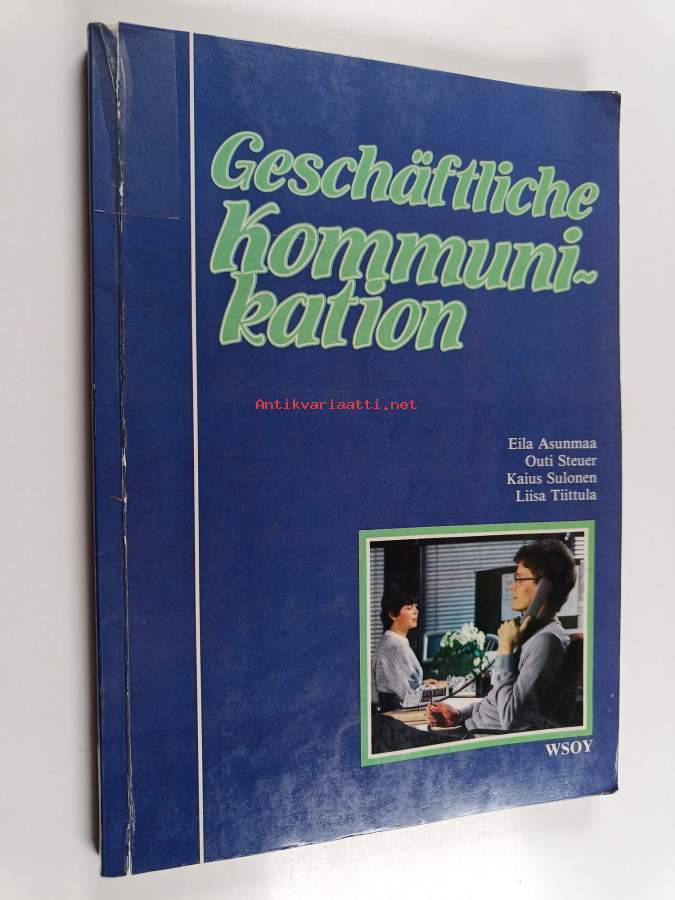 Geschäftliche
Kommuni-
kation
Antikvariaatti.net
Eila Asunmaa
Outi Steuer
Kaius Sulonen
Liisa Tiittula
WSOY